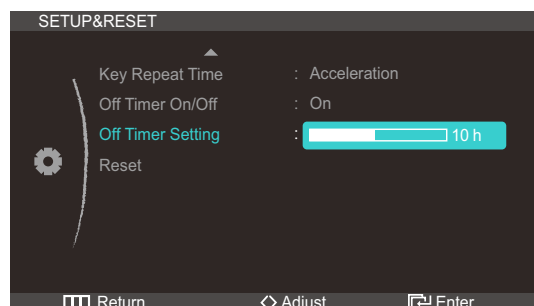 SETUP&RESET
Key Repeat Time : Acceleration
Off Timer On/Off : On
Off Timer Setting : 10 h
Reset
Return Adjust Enter